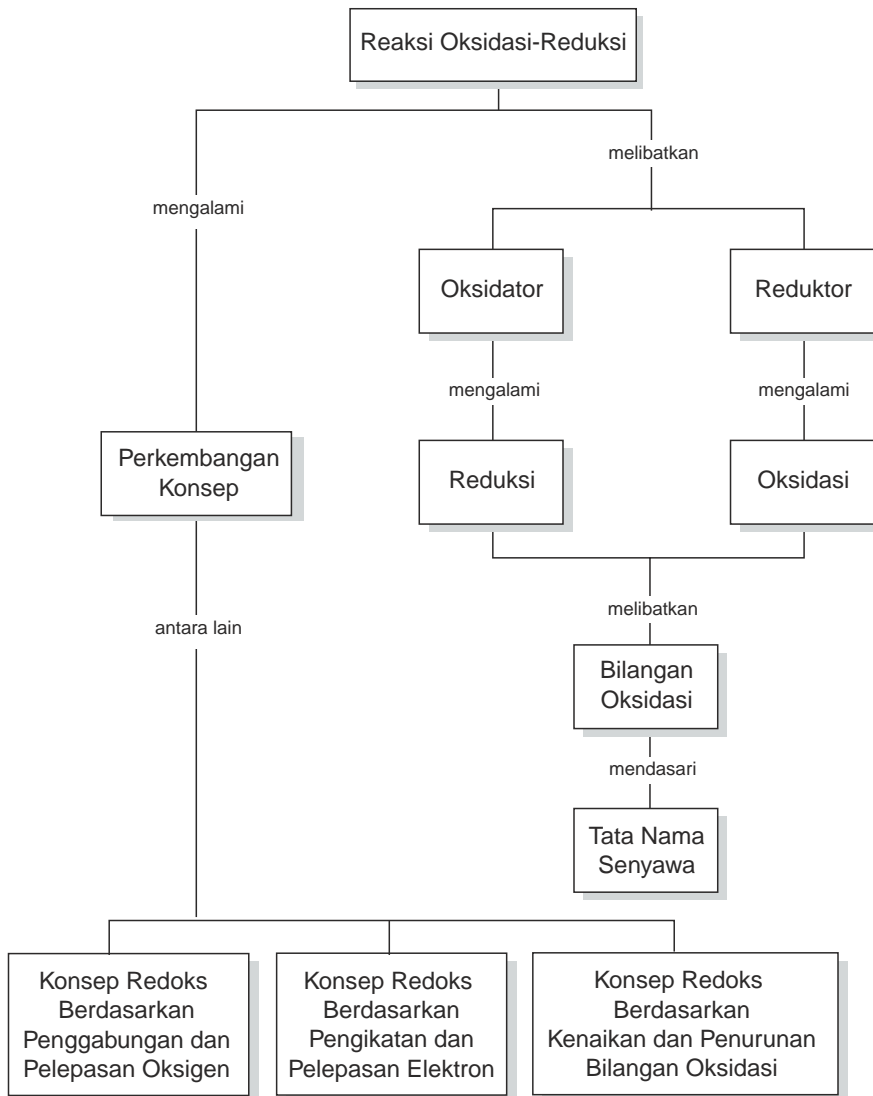 Reaksi Oksidasi-Reduksi
melibatkan
mengalami
Oksidator
Reduktor
mengalami
mengalami
Perkembangan
Konsep
Reduksi
Oksidasi
melibatkan
antara lain
Bilangan
Oksidasi
mendasari
Tata Nama
Senyawa
Konsep Redoks
Berdasarkan
Penggabungan dan
Pelepasan Oksigen
Konsep Redoks
Berdasarkan
Pengikatan dan
Pelepasan Elektron
Konsep Redoks
Berdasarkan
Kenaikan dan Penurunan
Bilangan Oksidasi